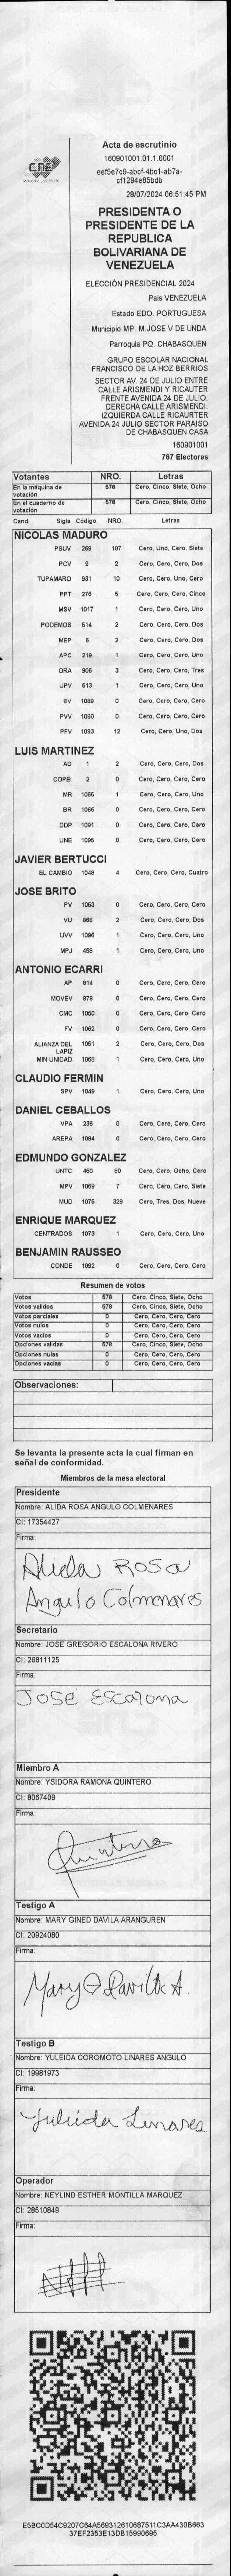 CNE
Acta de escrutinio
160901001.01.1.0001
eef5e7c9-abcf-4bc1-ab7a-
cf1294e85bdb
28/07/2024 06:51:45 PM
PRESIDENTA O
PRESIDENTE DE LA
REPUBLICA
BOLIVARIANA DE
VENEZUELA
ELECCIÓN PRESIDENCIAL 2024
Pais VENEZUELA
Estado EDO. PORTUGUESA
Municipio MP. M.JOSE V DE UNDA
Parroquia PQ. CHABASQUEN
GRUPO ESCOLAR NACIONAL
FRANCISCO DE LA HOZ BERRIOS
SECTOR AV. 24 DE JULIO ENTRE
CALLE ARISMENDI Y RICAUTER
FRENTE AVENIDA 24 DE JULIO.
DERECHA CALLE ARISMENDI.
IZQUIERDA CALLE RICAURTER
AVENIDA 24 JULIO SECTOR PARAISO
DE CHABASQUEN CASA
160901001
767 Electores
Votantes NRO. Letras
En la máquina de votación 578 Cero, Cinco, Siete, Ocho
En el cuaderno de votación 578 Cero, Cinco, Siete, Ocho
Cand. Sigla Código NRO. Letras
NICOLAS MADURO
PSUV 269 107 Cero, Uno, Cero, Siete
PCV 9 2 Cero, Cero, Cero, Dos
TUPAMARO 931 10 Cero, Cero, Uno, Cero
PPT 276 5 Cero, Cero, Cero, Cinco
MSV 1017 1 Cero, Cero, Cero, Uno
PODEMOS 514 2 Cero, Cero, Cero, Dos
MEP 6 2 Cero, Cero, Cero, Dos
APC 219 1 Cero, Cero, Cero, Uno
ORA 906 3 Cero, Cero, Cero, Tres
UPV 513 1 Cero, Cero, Cero, Uno
EV 1089 0 Cero, Cero, Cero, Cero
PVV 1090 0 Cero, Cero, Cero, Cero
PFV 1093 12 Cero, Cero, Uno, Dos
LUIS MARTINEZ
AD 1 2 Cero, Cero, Cero, Dos
COPEI 2 0 Cero, Cero, Cero, Cero
MR 1065 1 Cero, Cero, Cero, Uno
BR 1066 0 Cero, Cero, Cero, Cero
DDP 1091 0 Cero, Cero, Cero, Cero
UNE 1095 0 Cero, Cero, Cero, Cero
JAVIER BERTUCCI
EL CAMBIO 1048 4 Cero, Cero, Cero, Cuatro
JOSE BRITO
PV 1053 0 Cero, Cero, Cero, Cero
VU 868 2 Cero, Cero, Cero, Dos
UVV 1096 1 Cero, Cero, Cero, Uno
MPJ 458 1 Cero, Cero, Cero, Uno
ANTONIO ECARRI
AP 814 0 Cero, Cero, Cero, Cero
MOVEV 878 0 Cero, Cero, Cero, Cero
CMC 1050 0 Cero, Cero, Cero, Cero
FV 1062 0 Cero, Cero, Cero, Cero
ALIANZA DEL LAPIZ 1051 2 Cero, Cero, Cero, Dos
MIN UNIDAD 1068 1 Cero, Cero, Cero, Uno
CLAUDIO FERMIN
SPV 1049 1 Cero, Cero, Cero, Uno
DANIEL CEBALLOS
VPA 236 0 Cero, Cero, Cero, Cero
AREPA 1094 0 Cero, Cero, Cero, Cero
EDMUNDO GONZALEZ
UNTC 460 80 Cero, Cero, Ocho, Cero
MPV 1069 7 Cero, Cero, Cero, Siete
MUD 1075 329 Cero, Tres, Dos, Nueve
ENRIQUE MARQUEZ
CENTRADOS 1073 1 Cero, Cero, Cero, Uno
BENJAMIN RAUSSEO
CONDE 1092 0 Cero, Cero, Cero, Cero
Resumen de votos
Votos 578 Cero, Cinco, Siete, Ocho
Votos validos 578 Cero, Cinco, Siete, Ocho
Votos parciales 0 Cero, Cero, Cero, Cero
Votos nulos 0 Cero, Cero, Cero, Cero
Votos vacios 0 Cero, Cero, Cero, Cero
Opciones validas 578 Cero, Cinco, Siete, Ocho
Opciones nulas 0 Cero, Cero, Cero, Cero
Opciones vacias 0 Cero, Cero, Cero, Cero
Observaciones:
Se levanta la presente acta la cual firman en
señal de conformidad.
Miembros de la mesa electoral
Presidente
Nombre: ALIDA ROSA ANGULO COLMENARES
CI: 17354427
Firma:
Alida Rosa
Angulo Colmenares
Secretario
Nombre: JOSE GREGORIO ESCALONA RIVERO
CI: 26811125
Firma:
José Escalona
Miembro A
Nombre: YSIDORA RAMONA QUINTERO
CI: 8067409
Firma:
Quintero
Testigo A
Nombre: MARY GINED DAVILA ARANGUREN
CI: 20924080
Firma:
Mary G Davila A.
Testigo B
Nombre: YULEIDA COROMOTO LINARES ANGULO
CI: 19981973
Firma:
Yuleida Linares
Operador
Nombre: NEYLIND ESTHER MONTILLA MARQUEZ
CI: 28510849
Firma:
E5BC0D54C9207C64A569312610687511C3AA430B663
37EF2353E13DB15990695